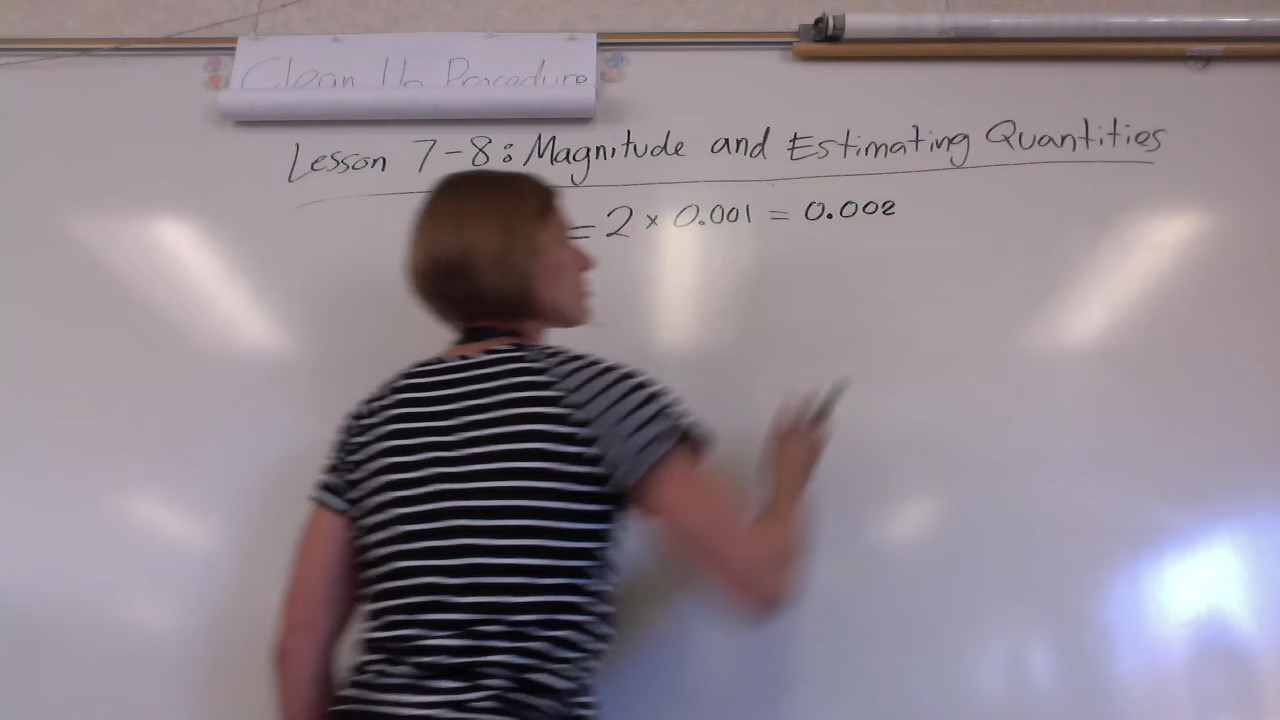 Clean Up Procedure
Lesson 7-8: Magnitude and Estimating Quantities
= 2 × 0.001 = 0.002